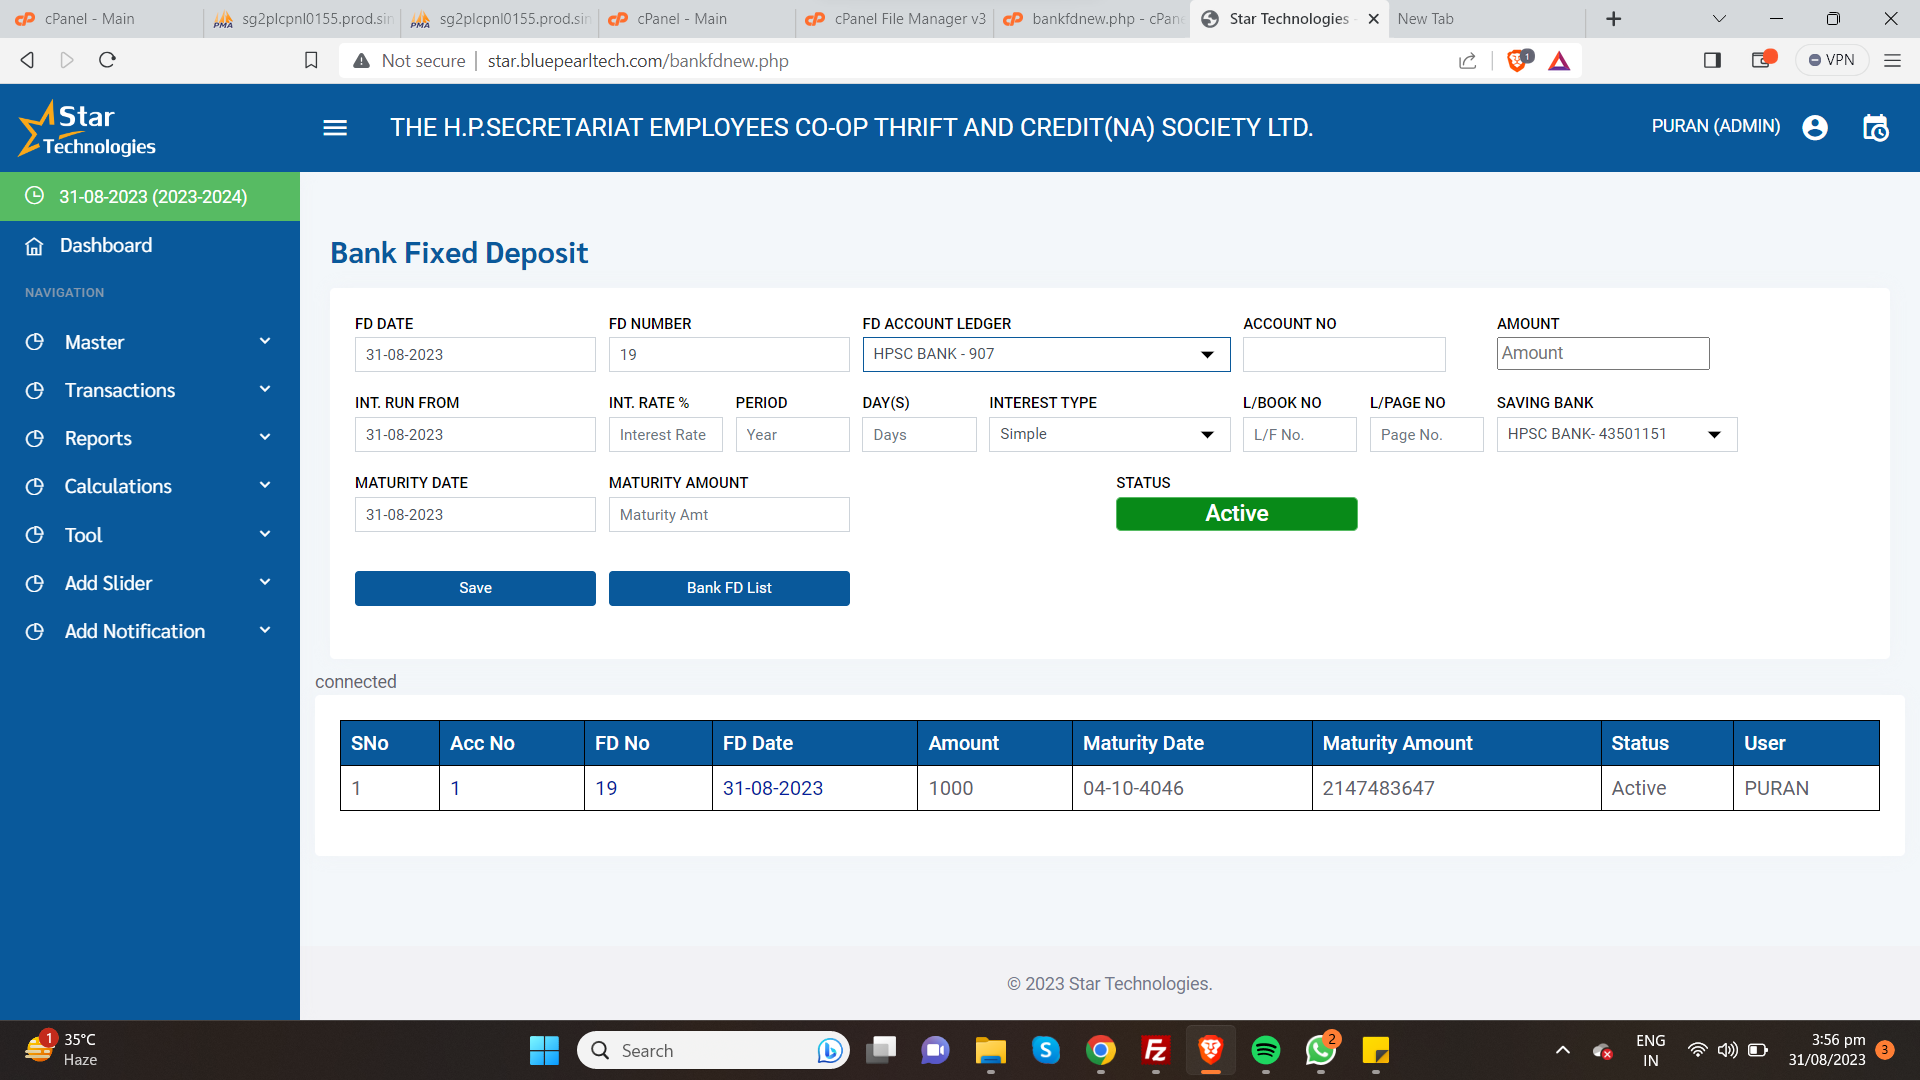 cPanel - Main
sg2plcpnl0155.prod.sin
sg2plcpnl0155.prod.sin
cPanel - Main
cPanel File Manager v3
bankfdnew.php - cPane
Star Technologies -
New Tab
Not secure
star.bluepearltech.com/bankfdnew.php
1
VPN
Star
Technologies
THE H.P.SECRETARIAT EMPLOYEES CO-OP THRIFT AND CREDIT(NA) SOCIETY LTD.
PURAN (ADMIN)
31-08-2023 (2023-2024)
Dashboard
NAVIGATION
Master
Transactions
Reports
Calculations
Tool
Add Slider
Add Notification
Bank Fixed Deposit
FD DATE
FD NUMBER
FD ACCOUNT LEDGER
ACCOUNT NO
AMOUNT
31-08-2023
19
HPSC BANK - 907
Amount
INT. RUN FROM
INT. RATE %
PERIOD
DAY(S)
INTEREST TYPE
L/BOOK NO
L/PAGE NO
SAVING BANK
31-08-2023
Interest Rate
Year
Days
Simple
L/F No.
Page No.
HPSC BANK- 43501151
MATURITY DATE
MATURITY AMOUNT
STATUS
31-08-2023
Maturity Amt
Active
Save
Bank FD List
connected
SNo Acc No FD No FD Date Amount Maturity Date Maturity Amount Status User
1 1 19 31-08-2023 1000 04-10-4046 2147483647 Active PURAN
© 2023 Star Technologies.
1
35°C
Haze
Search
2
ENG
IN
3:56 pm
31/08/2023
3